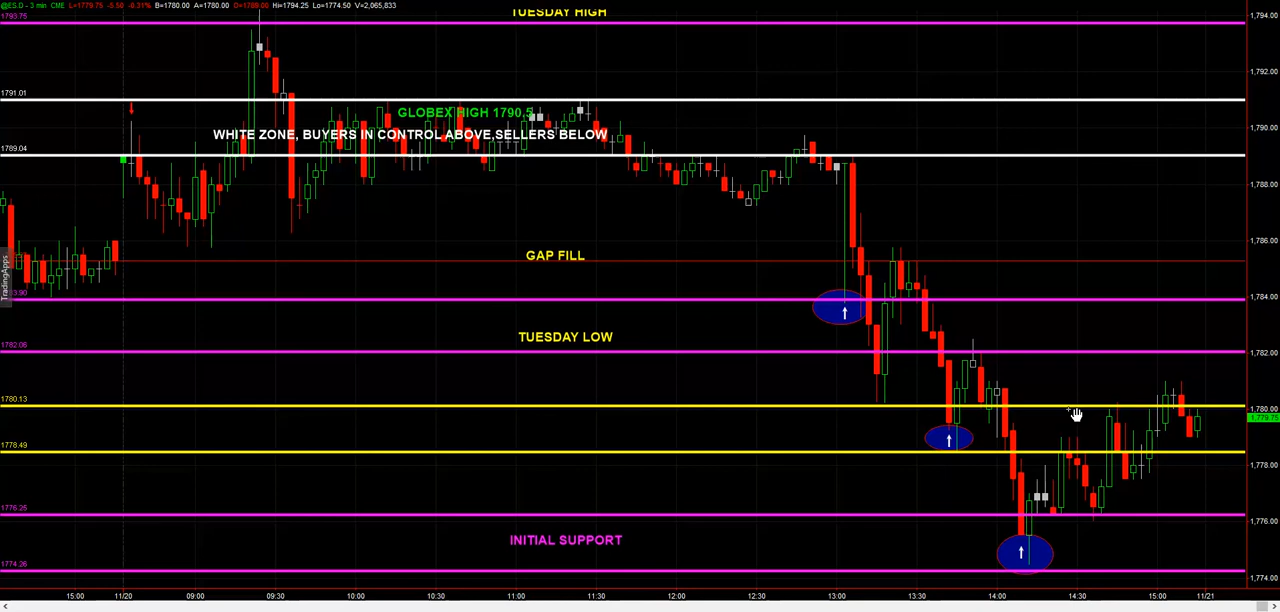 @ES.D - 3 min CME L=1779.75 -5.50 -0.31% B=1780.00 A=1780.00 O=1789.00 Hi=1794.25 Lo=1774.50 V=2,065,833
TUESDAY HIGH
1793.75
1,794.00
1,792.00
1791.01
GLOBEX HIGH 1790.5
WHITE ZONE, BUYERS IN CONTROL ABOVE,SELLERS BELOW
1,790.00
1789.04
1,788.00
1,786.00
GAP FILL
TradingApps
3.90
1,784.00
TUESDAY LOW
1782.06
1,782.00
1780.13
1,780.00
1,779.75
1778.49
1,778.00
1776.25
1,776.00
INITIAL SUPPORT
1774.26
1,774.00
15:00 11/20 09:00 09:30 10:00 10:30 11:00 11:30 12:00 12:30 13:00 13:30 14:00 14:30 15:00 11/21